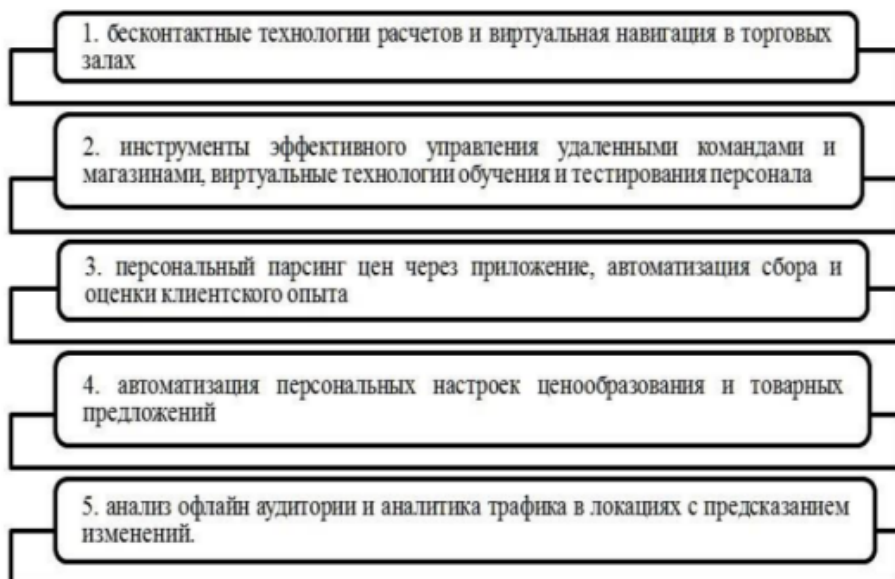 1. бесконтактные технологии расчетов и виртуальная навигация в торговых
залах
2. инструменты эффективного управления удаленными командами и
магазинами, виртуальные технологии обучения и тестирования персонала
3. персональный парсинг цен через приложение, автоматизация сбора и
оценки клиентского опыта
4. автоматизация персональных настроек ценообразования и товарных
предложений
5. анализ офлайн аудитории и аналитика трафика в локациях с предсказанием
изменений.